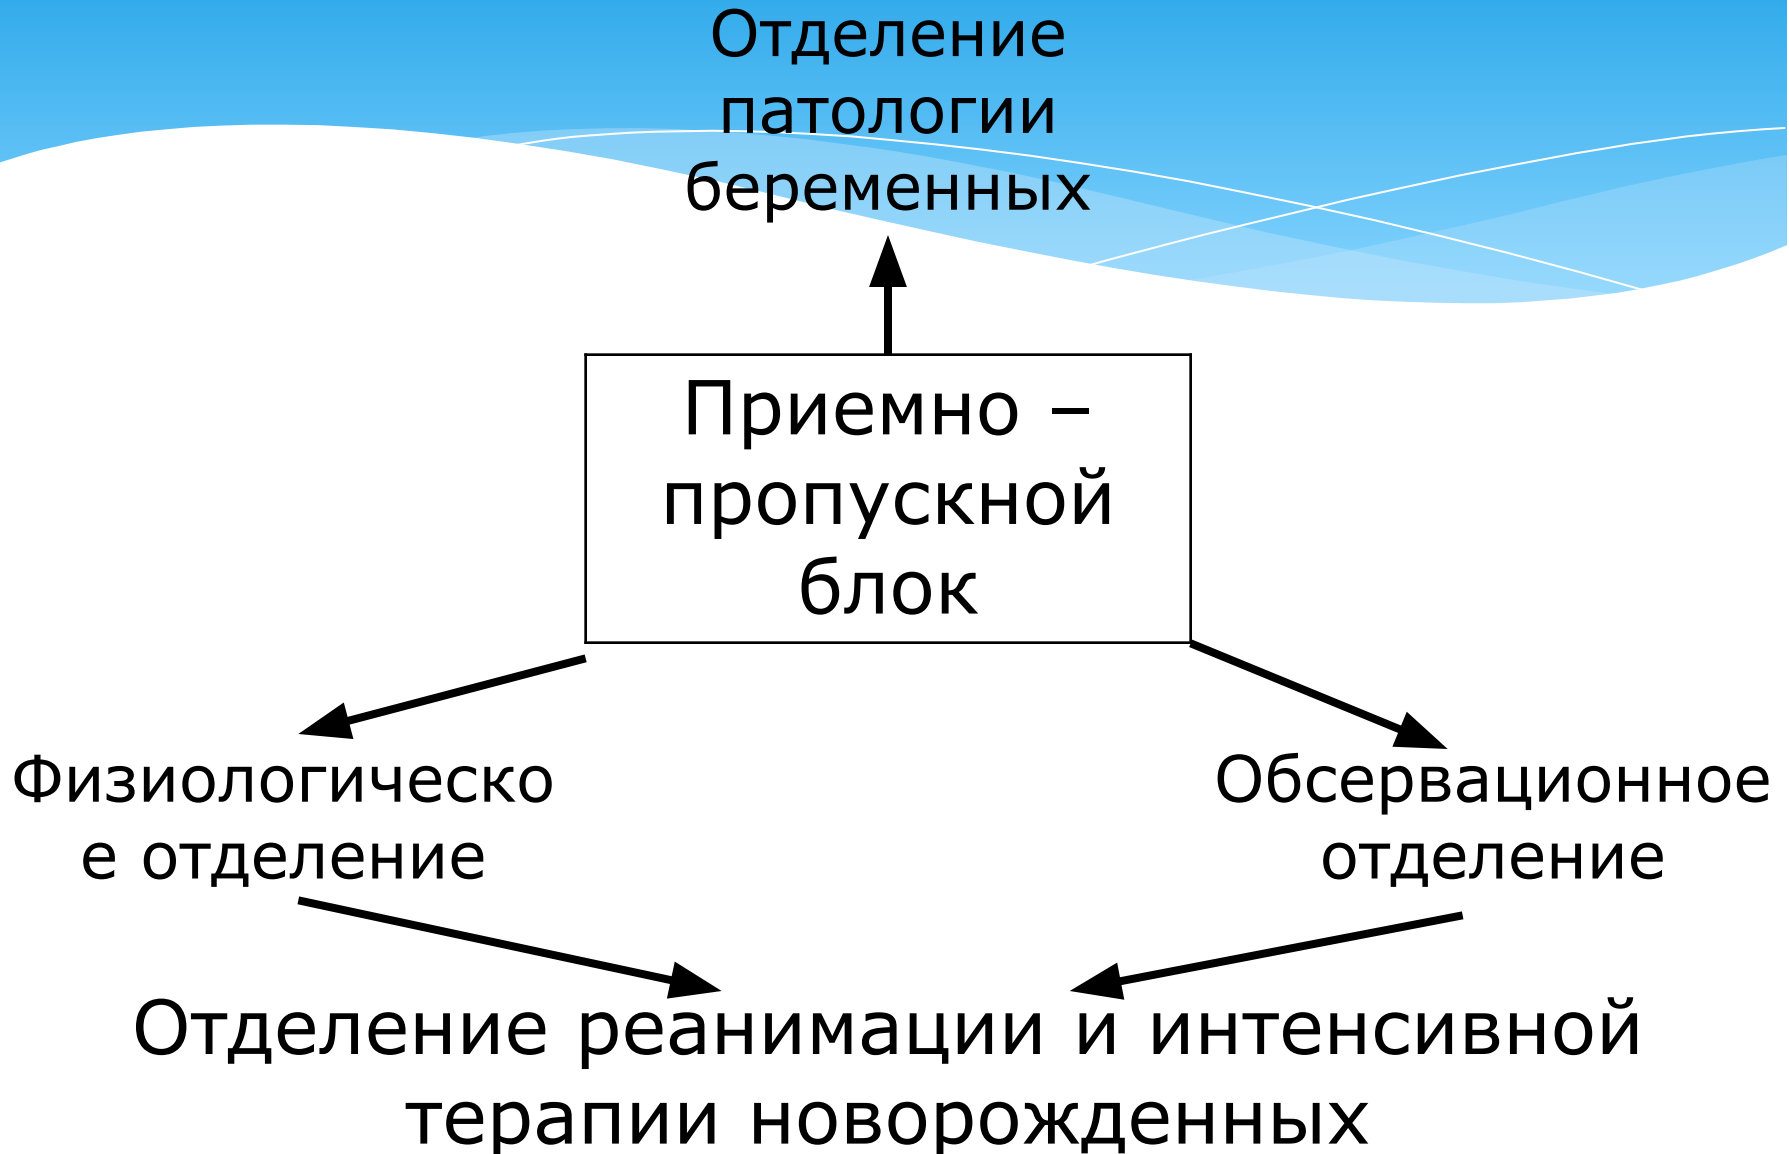 Отделение
патологии
беременных
Приемно –
пропускной
блок
Физиологическо
е отделение
Обсервационное
отделение
Отделение реанимации и интенсивной
терапии новорожденных